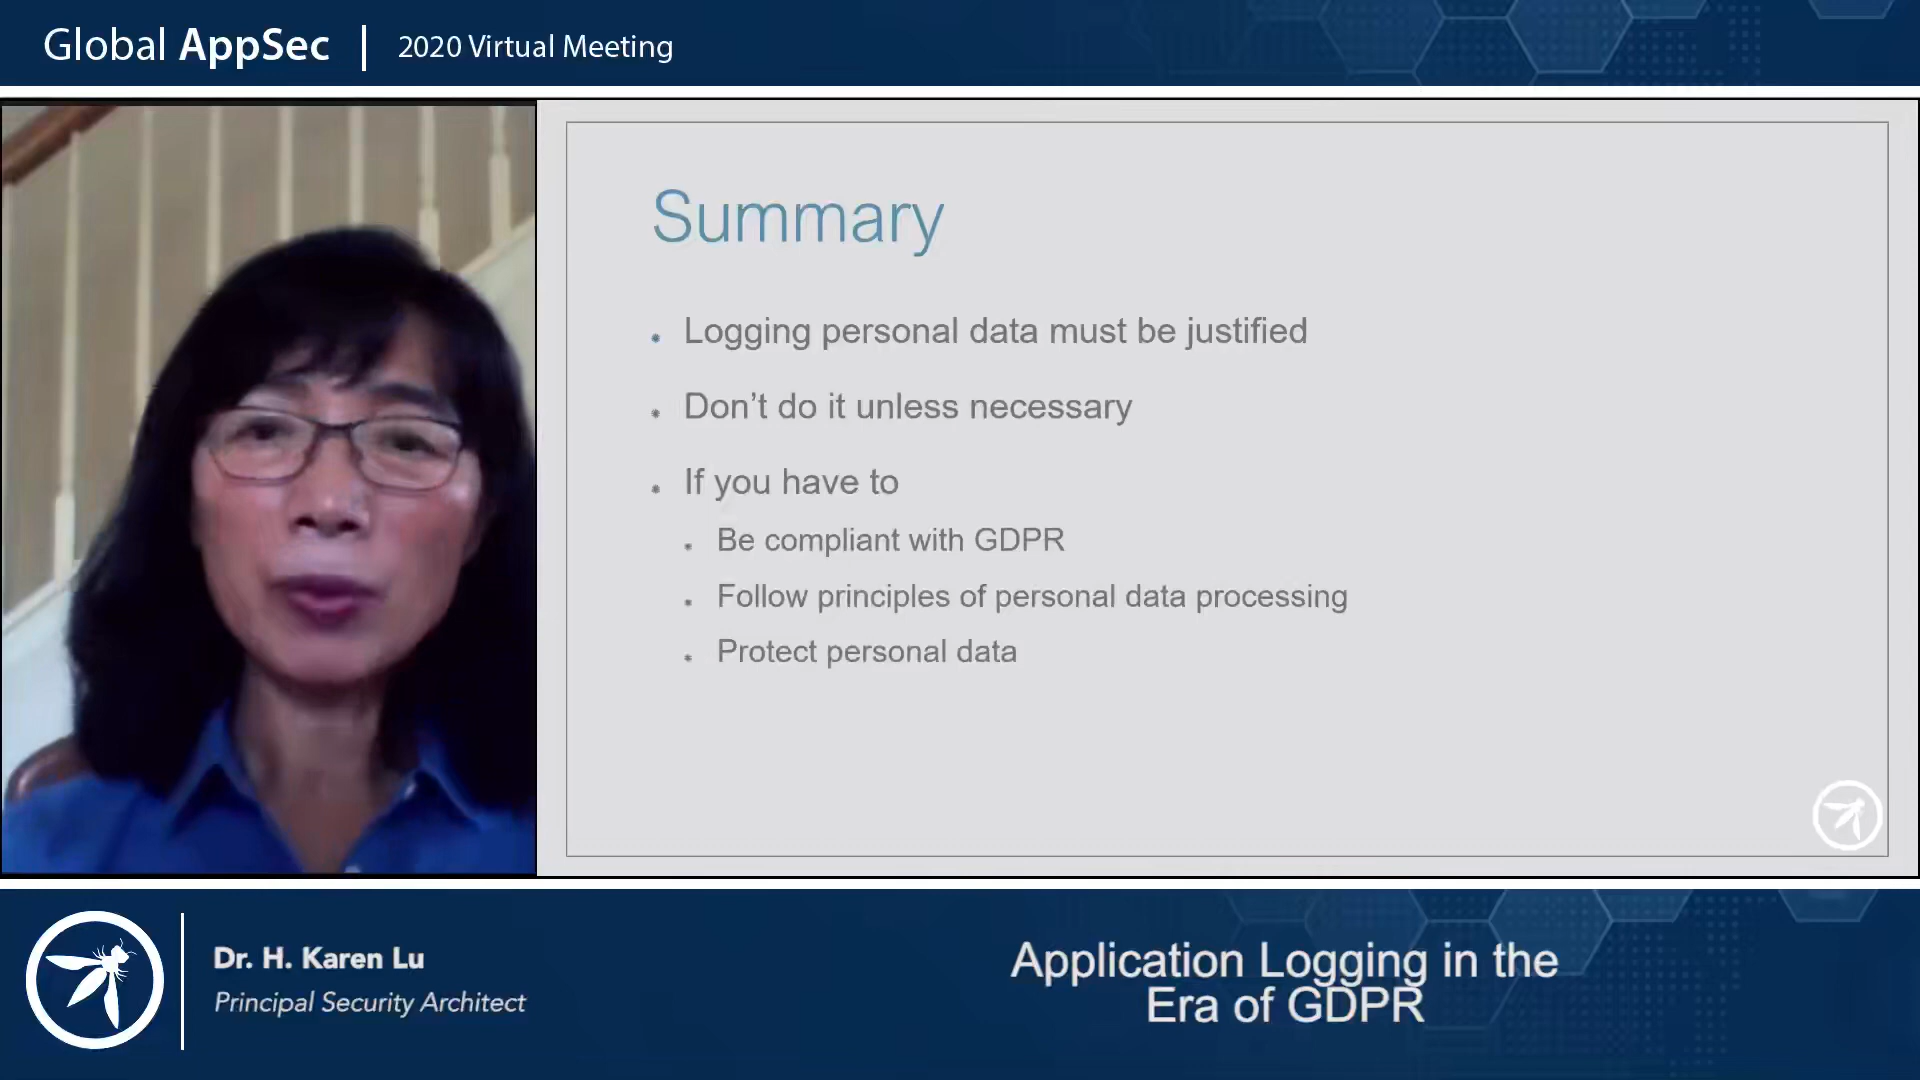 Global AppSec | 2020 Virtual Meeting
Summary
Logging personal data must be justified
Don’t do it unless necessary
If you have to
Be compliant with GDPR
Follow principles of personal data processing
Protect personal data
Dr. H. Karen Lu
Principal Security Architect
Application Logging in the
Era of GDPR